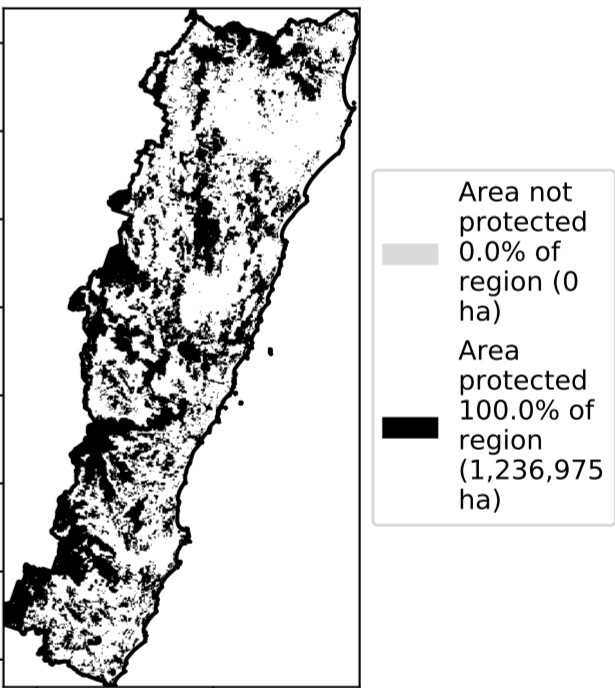 Area not
protected
0.0% of
region (0
ha)
Area
protected
100.0% of
region
(1,236,975
ha)